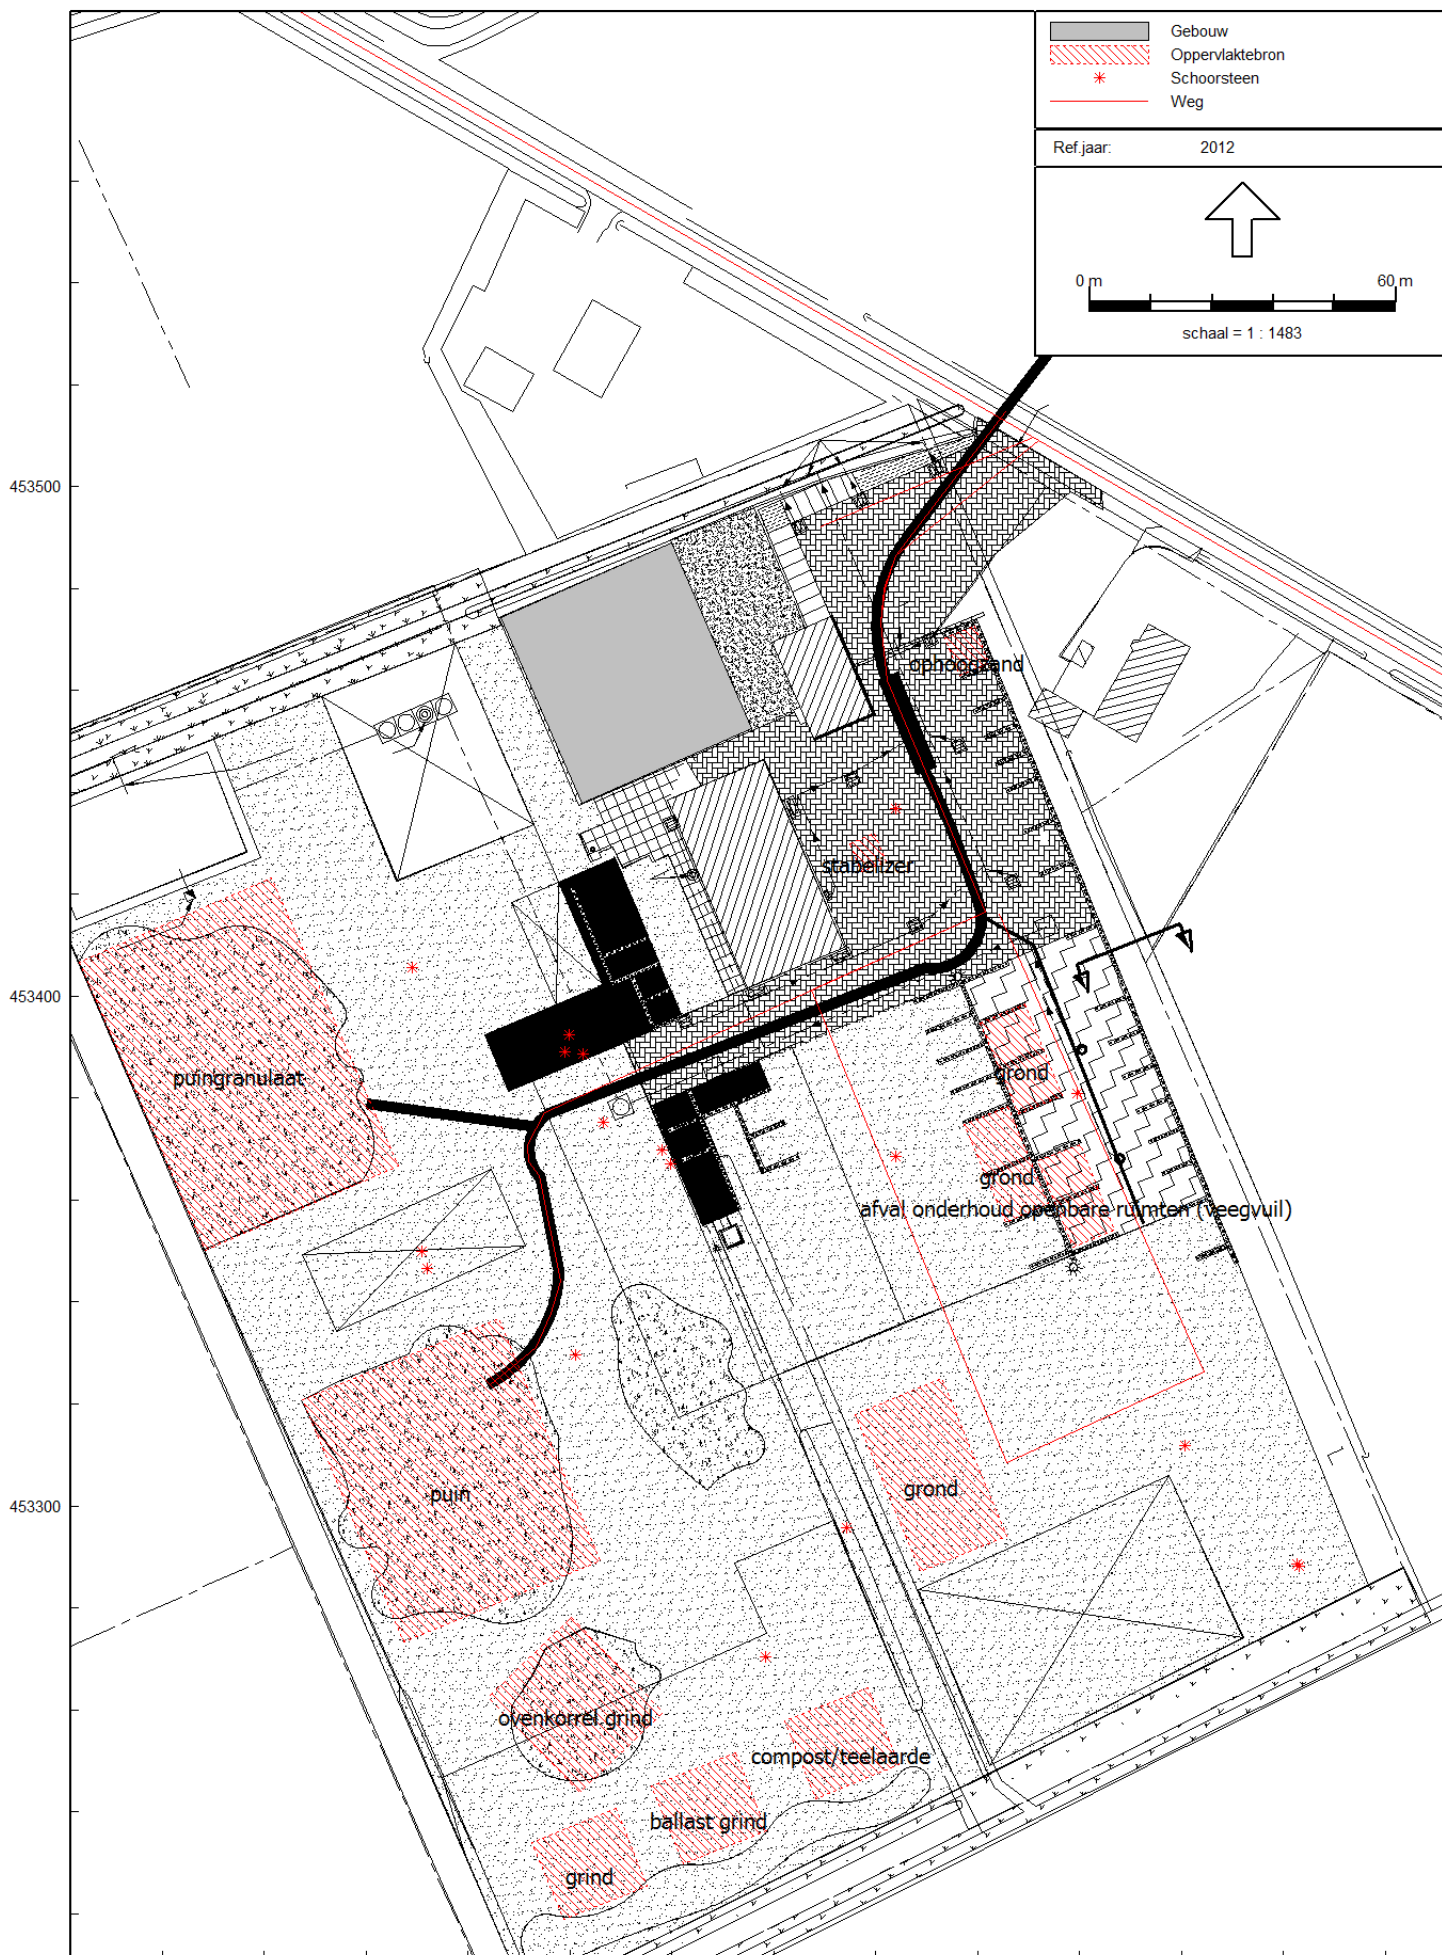 Gebouw
Oppervlaktebron
Schoorsteen
Weg
Ref.jaar: 2012
0 m 60 m
schaal = 1 : 1483
453500
ophoogzand
stabelizer
453400
puingranulaat
grond
grond
afval onderhoud openbare ruimten (veegvuil)
453300
puin
grond
ovenkorrel grind
compost/teelaarde
ballast grind
grind